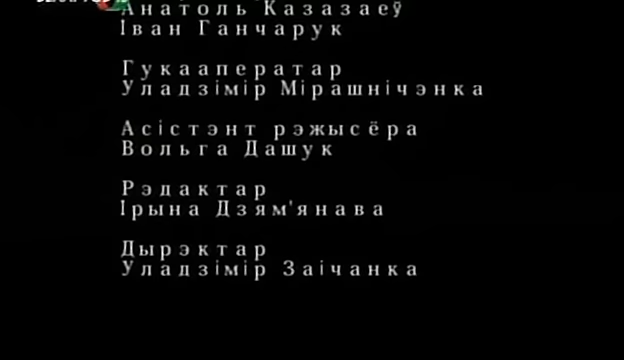 Анатоль Казазаеў
Іван Ганчарук
Гукааператар
Уладзімір Мірашнічэнка
Асістэнт рэжысёра
Вольга Дашук
Рэдактар
Ірына Дзям'янава
Дырэктар
Уладзімір Заічанка